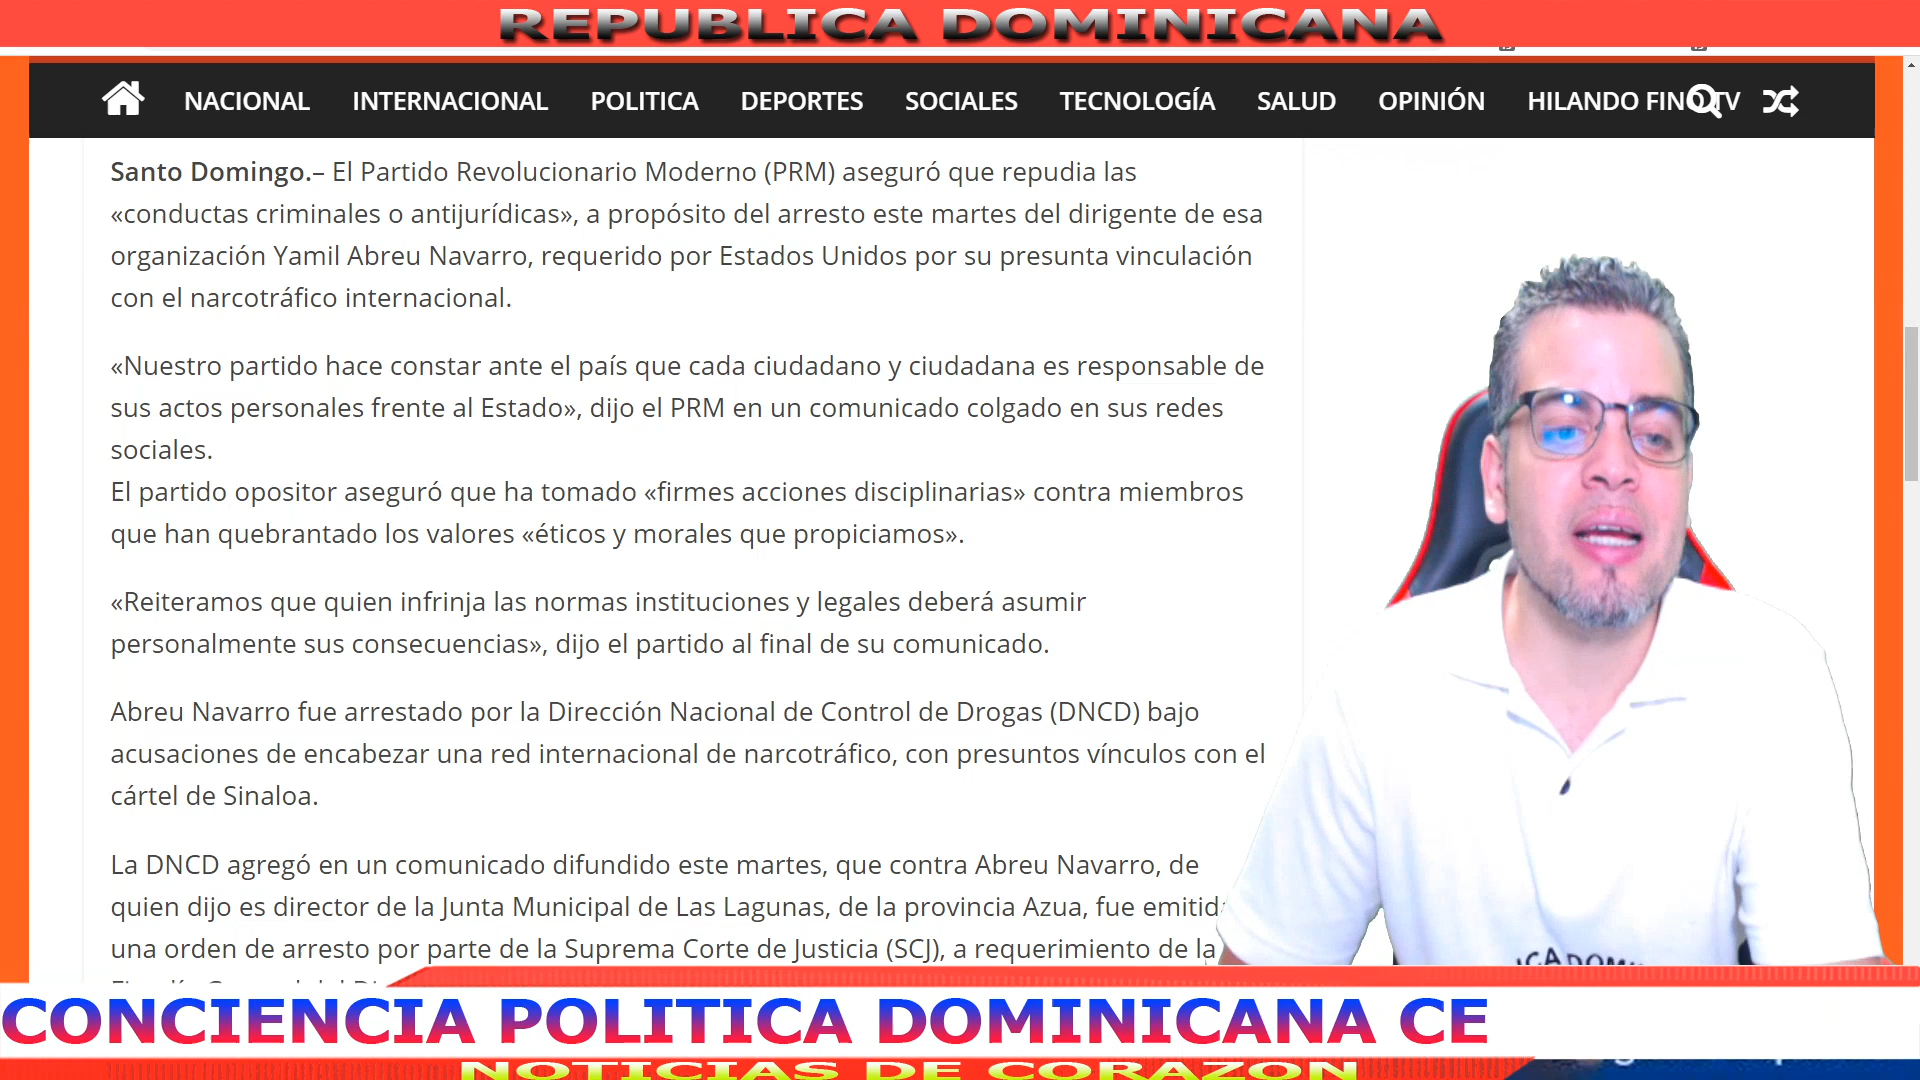 REPUBLICA DOMINICANA
NACIONAL INTERNACIONAL POLITICA DEPORTES SOCIALES TECNOLOGÍA SALUD OPINIÓN HILANDO FINO TV
Santo Domingo.– El Partido Revolucionario Moderno (PRM) aseguró que repudia las
«conductas criminales o antijurídicas», a propósito del arresto este martes del dirigente de esa
organización Yamil Abreu Navarro, requerido por Estados Unidos por su presunta vinculación
con el narcotráfico internacional.
«Nuestro partido hace constar ante el país que cada ciudadano y ciudadana es responsable de
sus actos personales frente al Estado», dijo el PRM en un comunicado colgado en sus redes
sociales.
El partido opositor aseguró que ha tomado «firmes acciones disciplinarias» contra miembros
que han quebrantado los valores «éticos y morales que propiciamos».
«Reiteramos que quien infrinja las normas instituciones y legales deberá asumir
personalmente sus consecuencias», dijo el partido al final de su comunicado.
Abreu Navarro fue arrestado por la Dirección Nacional de Control de Drogas (DNCD) bajo
acusaciones de encabezar una red internacional de narcotráfico, con presuntos vínculos con el
cártel de Sinaloa.
La DNCD agregó en un comunicado difundido este martes, que contra Abreu Navarro, de
quien dijo es director de la Junta Municipal de Las Lagunas, de la provincia Azua, fue emitida
una orden de arresto por parte de la Suprema Corte de Justicia (SCJ), a requerimiento de la
CONCIENCIA POLITICA DOMINICANA CE
NOTICIAS DE CORAZON